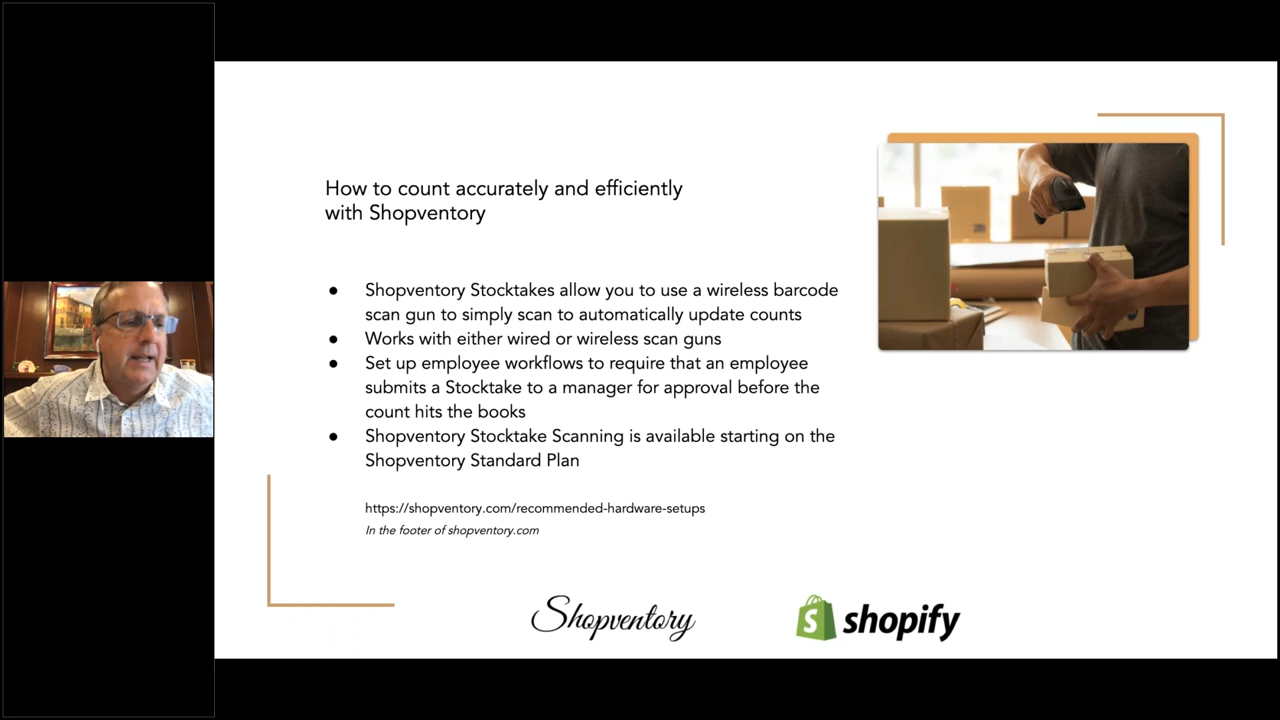 How to count accurately and efficiently
with Shopventory
● Shopventory Stocktakes allow you to use a wireless barcode
scan gun to simply scan to automatically update counts
● Works with either wired or wireless scan guns
● Set up employee workflows to require that an employee
submits a Stocktake to a manager for approval before the
count hits the books
● Shopventory Stocktake Scanning is available starting on the
Shopventory Standard Plan
https://shopventory.com/recommended-hardware-setups
In the footer of shopventory.com
Shopventory
shopify